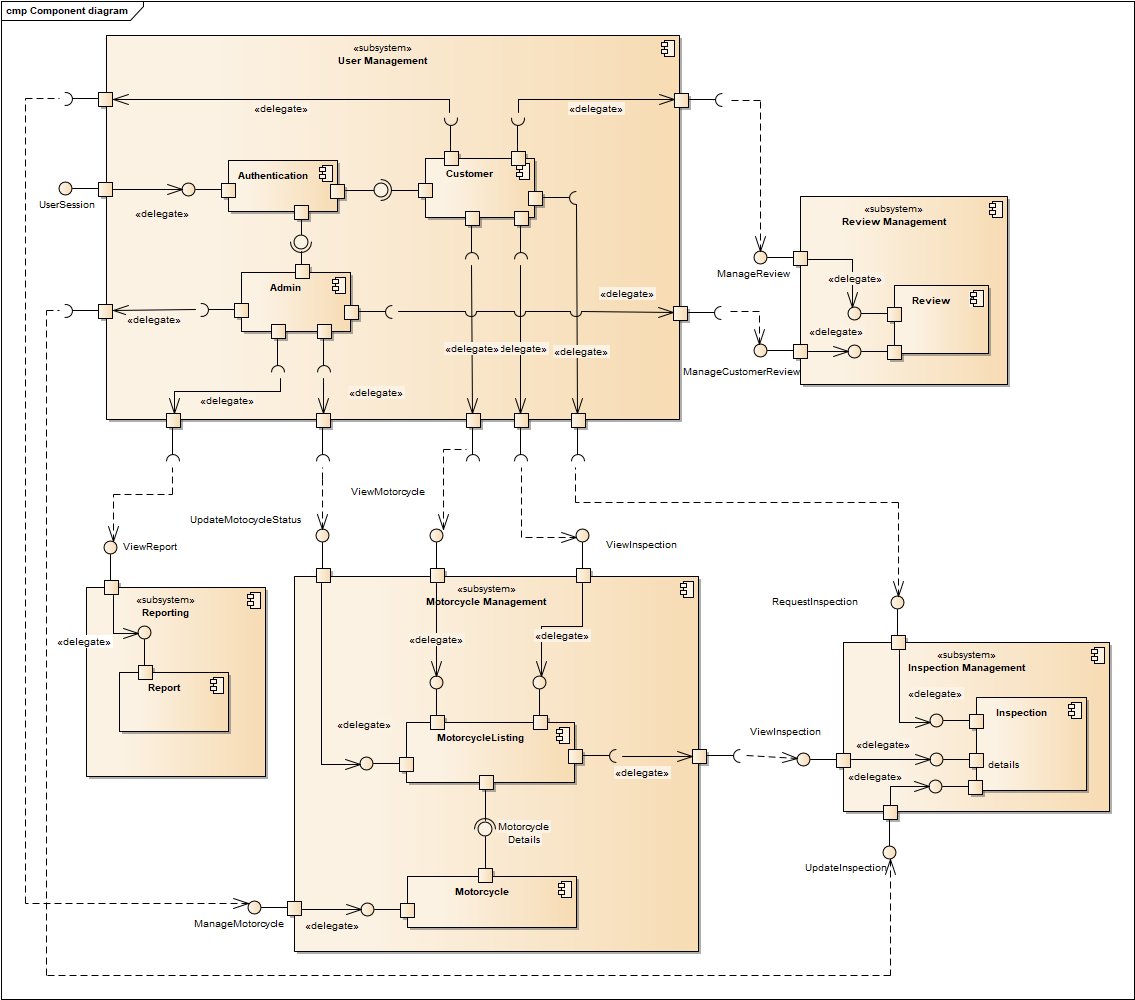 cmp Component diagram
«subsystem»
User Management
«delegate»
«delegate»
Authentication
Customer
UserSession
«delegate»
«subsystem»
Review Management
ManageReview
«delegate»
Admin
«delegate»
Review
«delegate»
«delegate»
«delegate»
«delegate»
«delegate»
ManageCustomerReview
«delegate»
«delegate»
«delegate»
ViewMotorcycle
UpdateMotocycleStatus
ViewReport
ViewInspection
«subsystem»
Reporting
«subsystem»
Motorcycle Management
RequestInspection
«delegate»
«delegate»
«delegate»
Report
«subsystem»
Inspection Management
«delegate»
Inspection
«delegate»
MotorcycleListing
ViewInspection
«delegate»
«delegate»
details
«delegate»
«delegate»
Motorcycle
Details
UpdateInspection
Motorcycle
ManageMotorcycle
«delegate»